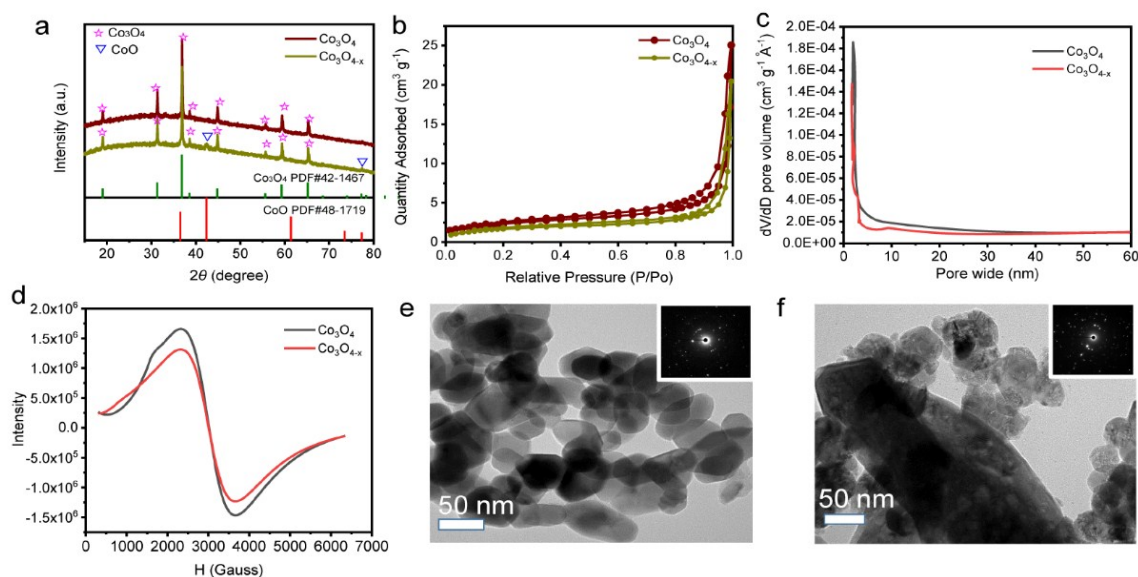 a
☆ Co₃O₄
▽ CoO
Co₃O₄
Co₃O₄₋ₓ
Intensity (a.u.)
Co₃O₄ PDF#42-1467
CoO PDF#48-1719
20 30 40 50 60 70 80
2θ (degree)
b
Co₃O₄
Co₃O₄₋ₓ
Quantity Adsorbed (cm³ g⁻¹)
25
20
15
10
5
0
0.0 0.2 0.4 0.6 0.8 1.0
Relative Pressure (P/Po)
c
Co₃O₄
Co₃O₄₋ₓ
dV/dD pore volume (cm³ g⁻¹ Å⁻¹)
2.0E-04
1.8E-04
1.6E-04
1.4E-04
1.2E-04
1.0E-04
8.0E-05
6.0E-05
4.0E-05
2.0E-05
0.0E+00
0 10 20 30 40 50 60
Pore wide (nm)
d
Co₃O₄
Co₃O₄₋ₓ
Intensity
1.5x10⁶
1.0x10⁶
5.0x10⁵
0.0
-5.0x10⁵
-1.0x10⁶
-1.5x10⁶
0 1000 2000 3000 4000 5000 6000 7000
H (Gauss)
e
50 nm
f
50 nm